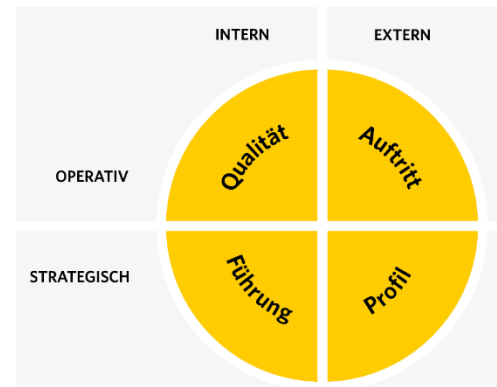 INTERN
EXTERN
OPERATIV
Qualität
Auftritt
STRATEGISCH
Führung
Profil